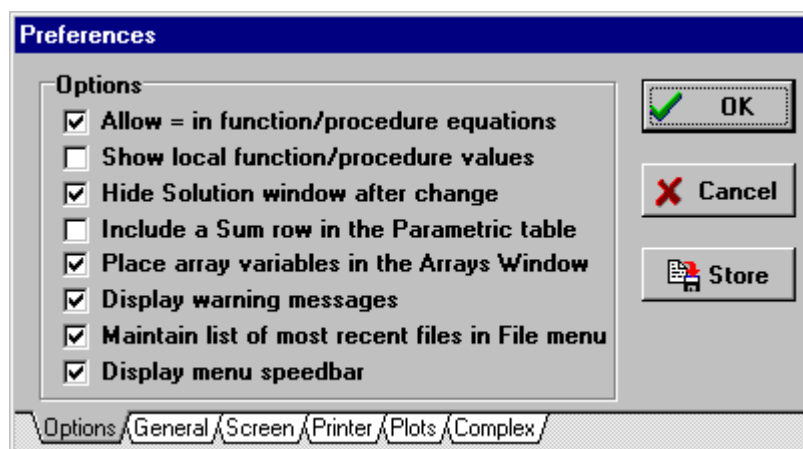 Preferences
Options
Allow = in function/procedure equations
Show local function/procedure values
Hide Solution window after change
Include a Sum row in the Parametric table
Place array variables in the Arrays Window
Display warning messages
Maintain list of most recent files in File menu
Display menu speedbar
OK
Cancel
Store
Options General Screen Printer Plots Complex